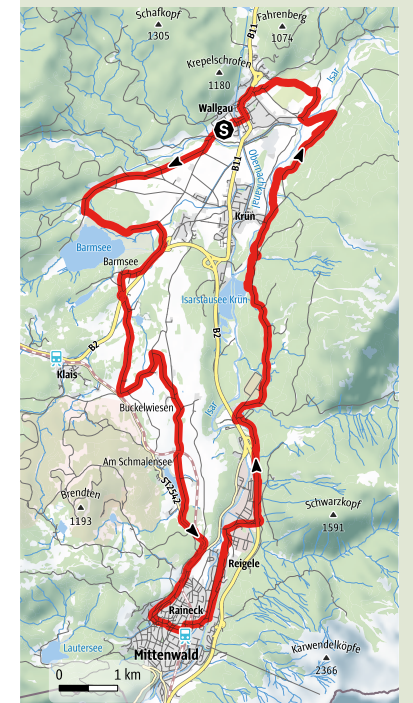 Schafkopf
1305
B11
Fahrenberg
1074
Krepelschrofen
1180
Isar
Wallgau
S
B11
Obernachkanal
Krün
Barmsee
Barmsee
Isarstausee Krün
B2
B2
Klais
Isar
Buckelwiesen
Am Schmalensee
ST2542
Brendten
1193
Schwarzkopf
1591
Reigele
Raineck
Mittenwald
Lautersee
Karwendelköpfe
2366
0 1 km